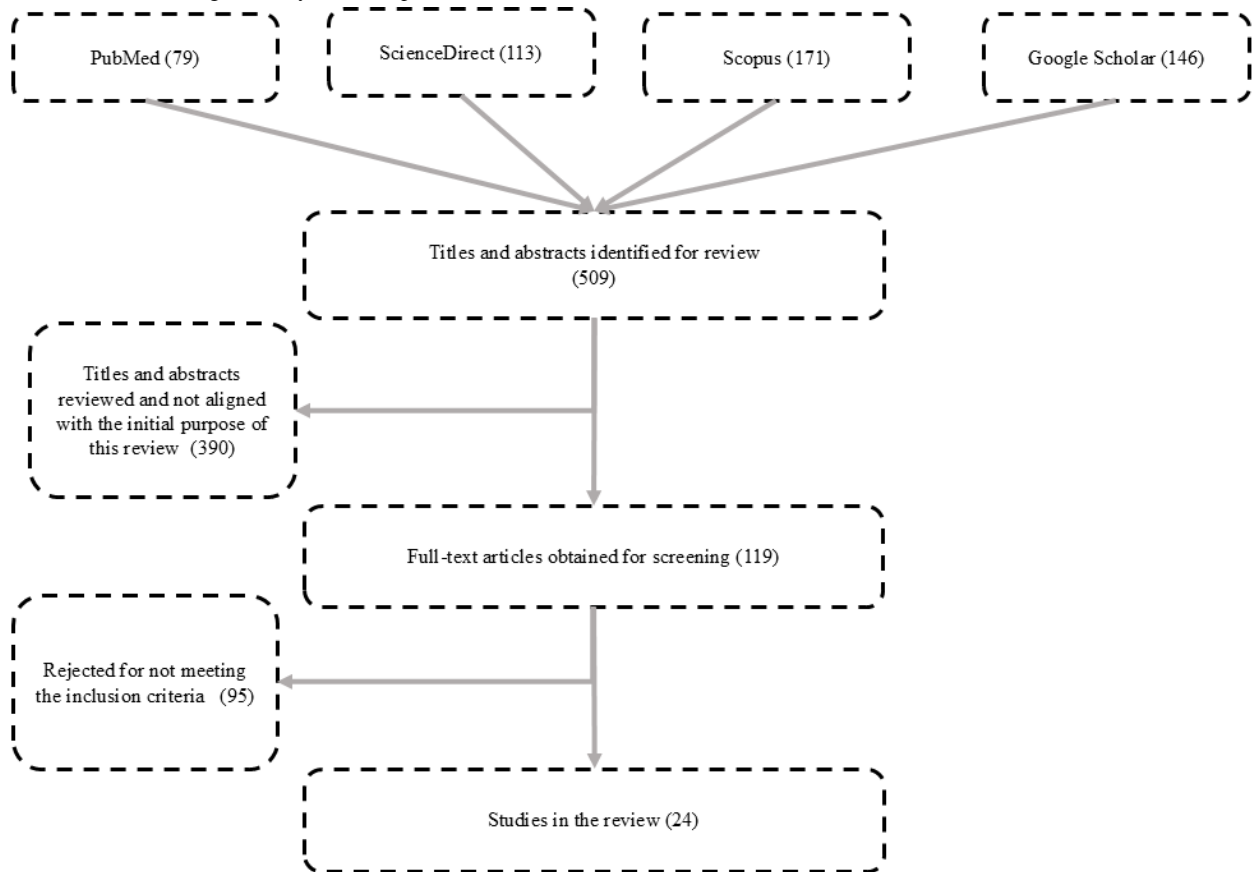 PubMed (79)
ScienceDirect (113)
Scopus (171)
Google Scholar (146)
Titles and abstracts identified for review
(509)
Titles and abstracts
reviewed and not aligned
with the initial purpose of
this review (390)
Full-text articles obtained for screening (119)
Rejected for not meeting
the inclusion criteria (95)
Studies in the review (24)